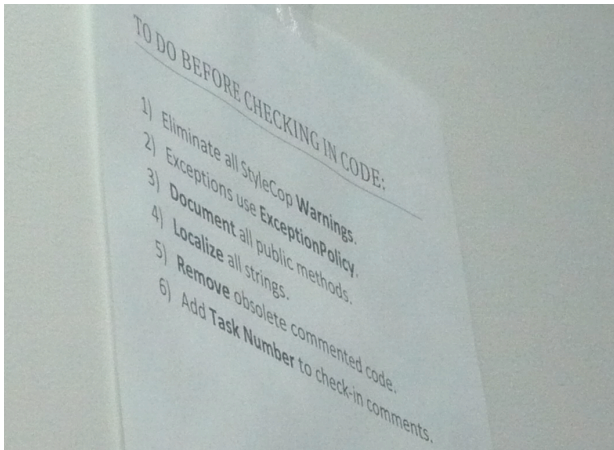 TO DO BEFORE CHECKING IN CODE:
1) Eliminate all StyleCop Warnings.
2) Exceptions use ExceptionPolicy.
3) Document all public methods.
4) Localize all strings.
5) Remove obsolete commented code.
6) Add Task Number to check-in comments.